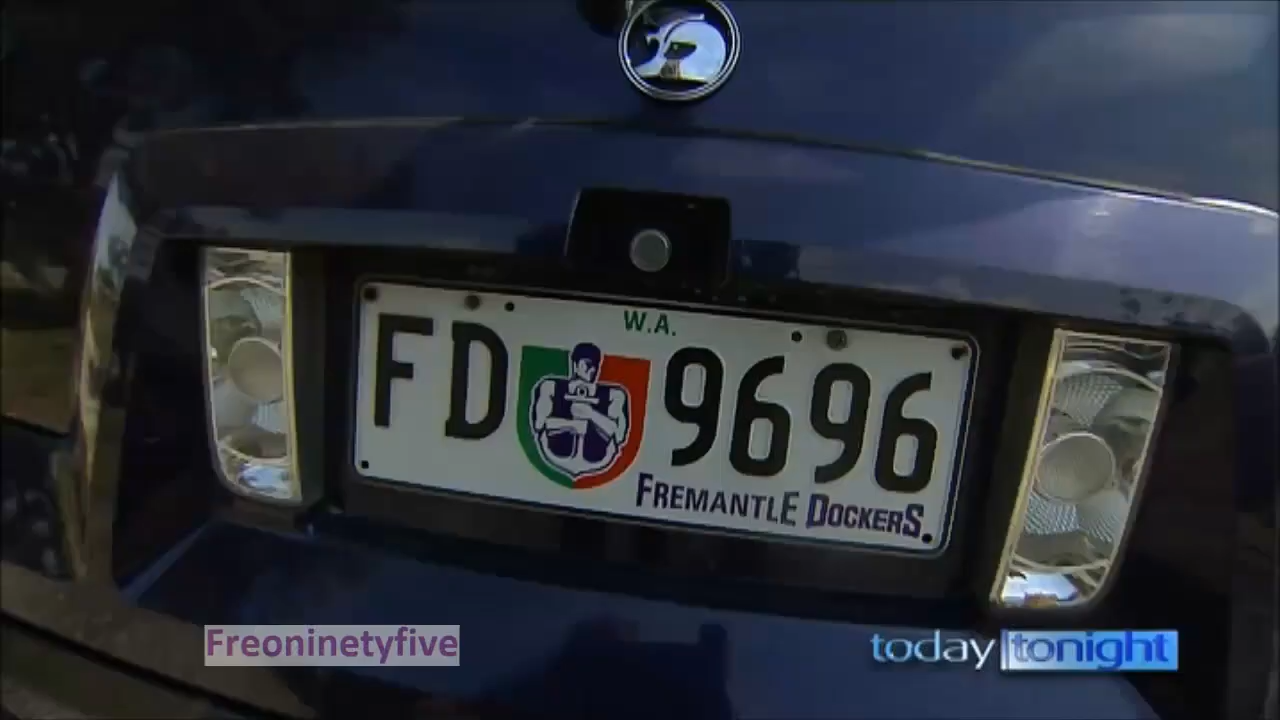 W.A.
FD 9696
FREMANTLE DOCKERS.
Freoninetyfive
today tonight